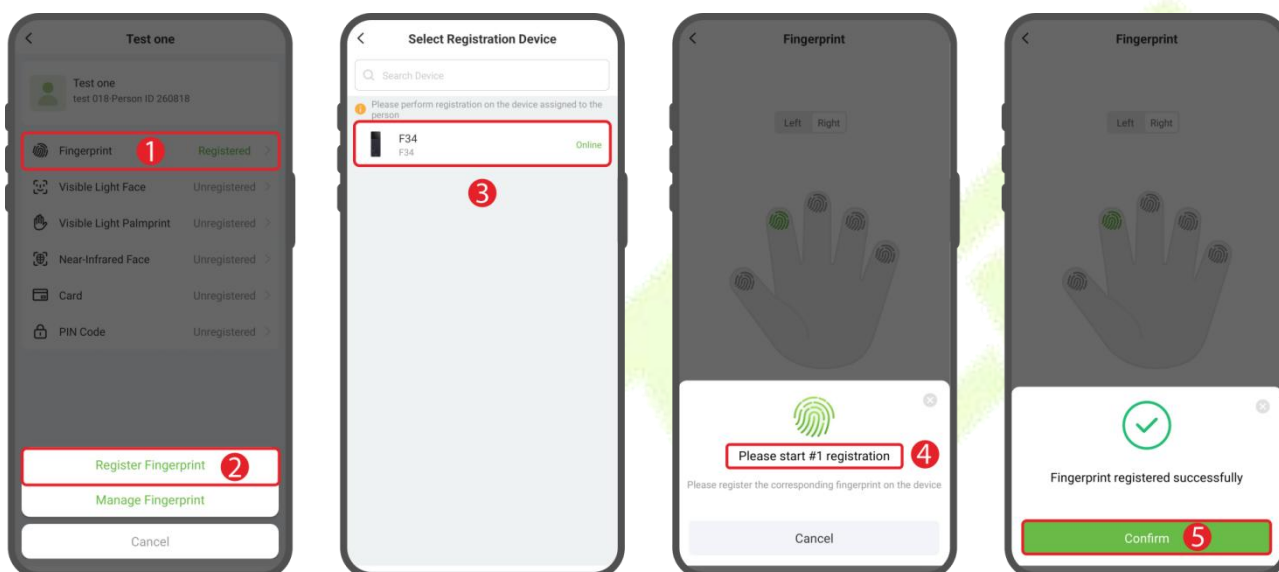 Test one
Test one
test 018-Person ID 260818
Fingerprint
1
Registered
Visible Light Face
Unregistered
Visible Light Palmprint
Unregistered
Near-Infrared Face
Unregistered
Card
Unregistered
PIN Code
Unregistered
Register Fingerprint
2
Manage Fingerprint
Cancel
Select Registration Device
Search Device
Please perform registration on the device assigned to the
person
F34
F34
Online
3
Fingerprint
Left Right
Please start #1 registration
4
Please register the corresponding fingerprint on the device
Cancel
Fingerprint
Left Right
Fingerprint registered successfully
Confirm
5